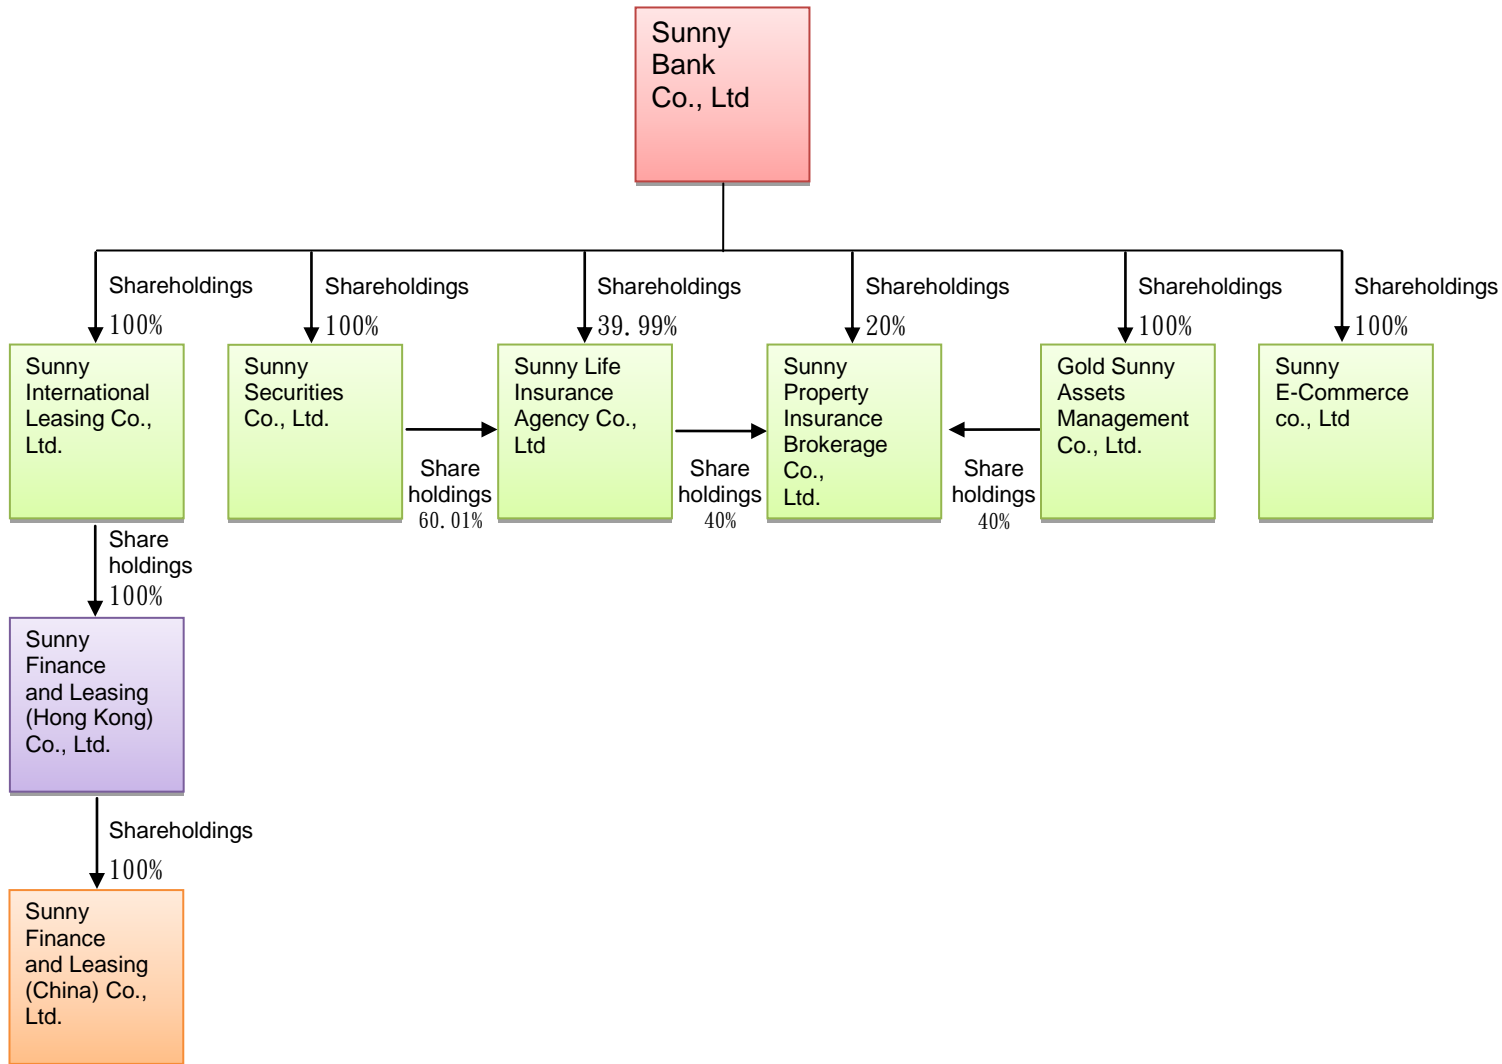 Sunny
Bank
Co., Ltd
Shareholdings
100%
Shareholdings
100%
Shareholdings
39.99%
Shareholdings
20%
Shareholdings
100%
Shareholdings
100%
Sunny
International
Leasing Co.,
Ltd.
Sunny
Securities
Co., Ltd.
Share
holdings
60.01%
Sunny Life
Insurance
Agency Co.,
Ltd
Share
holdings
40%
Sunny
Property
Insurance
Brokerage
Co.,
Ltd.
Share
holdings
40%
Gold Sunny
Assets
Management
Co., Ltd.
Sunny
E-Commerce
co., Ltd
Share
holdings
100%
Sunny
Finance
and Leasing
(Hong Kong)
Co., Ltd.
Shareholdings
100%
Sunny
Finance
and Leasing
(China) Co.,
Ltd.